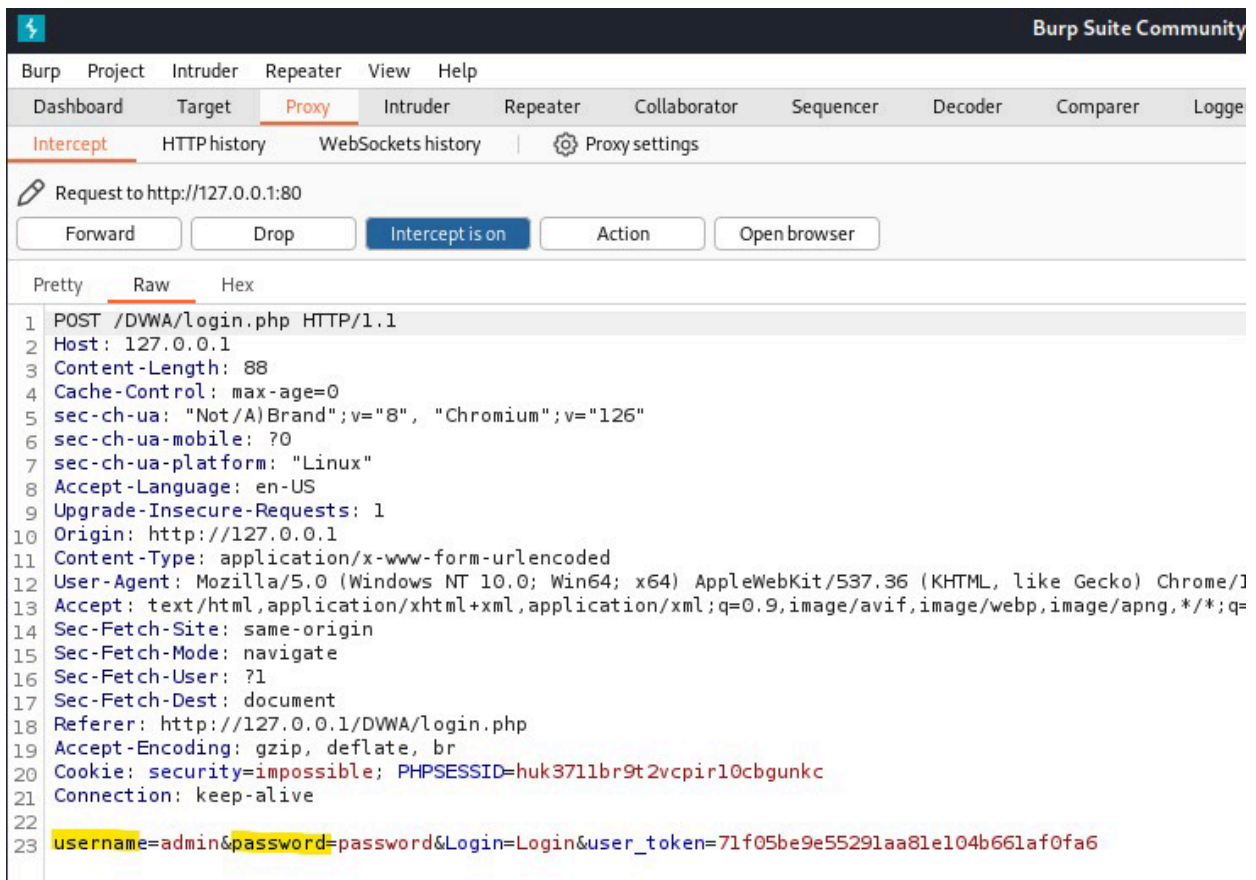 Burp Suite Community
Burp Project Intruder Repeater View Help
Dashboard Target Proxy Intruder Repeater Collaborator Sequencer Decoder Comparer Logge
Intercept HTTP history WebSockets history Proxy settings
Request to http://127.0.0.1:80
Forward Drop Intercept is on Action Open browser
Pretty Raw Hex
1 POST /DVWA/login.php HTTP/1.1
2 Host: 127.0.0.1
3 Content-Length: 88
4 Cache-Control: max-age=0
5 sec-ch-ua: "Not/A)Brand";v="8", "Chromium";v="126"
6 sec-ch-ua-mobile: ?0
7 sec-ch-ua-platform: "Linux"
8 Accept-Language: en-US
9 Upgrade-Insecure-Requests: 1
10 Origin: http://127.0.0.1
11 Content-Type: application/x-www-form-urlencoded
12 User-Agent: Mozilla/5.0 (Windows NT 10.0; Win64; x64) AppleWebKit/537.36 (KHTML, like Gecko) Chrome/1
13 Accept: text/html,application/xhtml+xml,application/xml;q=0.9,image/avif,image/webp,image/apng,*/*;q=
14 Sec-Fetch-Site: same-origin
15 Sec-Fetch-Mode: navigate
16 Sec-Fetch-User: ?1
17 Sec-Fetch-Dest: document
18 Referer: http://127.0.0.1/DVWA/login.php
19 Accept-Encoding: gzip, deflate, br
20 Cookie: security=impossible; PHPSESSID=huk3711br9t2vcpir10cbgunkc
21 Connection: keep-alive
22
23 username=admin&password=password&Login=Login&user_token=71f05be9e55291aa81e104b661af0fa6